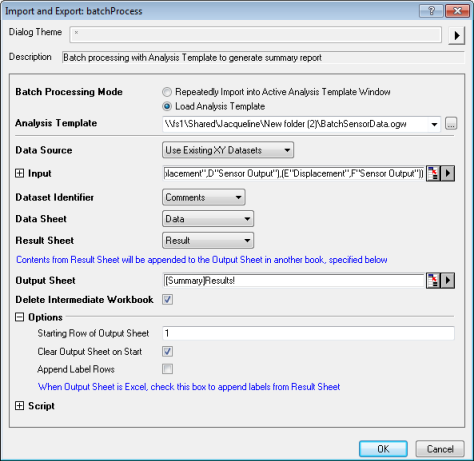 Import and Export: batchProcess
Dialog Theme *
Description Batch processing with Analysis Template to generate summary report
Batch Processing Mode Repeatedly Import into Active Analysis Template Window
Load Analysis Template
Analysis Template \\fs1\Shared\Jacqueline\New folder (2)\BatchSensorData.ogw ...
Data Source Use Existing XY Datasets
Input placement",D"Sensor Output"),(E"Displacement",F"Sensor Output"))
Dataset Identifier Comments
Data Sheet Data
Result Sheet Result
Contents from Result Sheet will be appended to the Output Sheet in another book, specified below
Output Sheet [Summary]Results!
Delete Intermediate Workbook
Options
Starting Row of Output Sheet 1
Clear Output Sheet on Start
Append Label Rows
When Output Sheet is Excel, check this box to append labels from Result Sheet
Script
OK Cancel